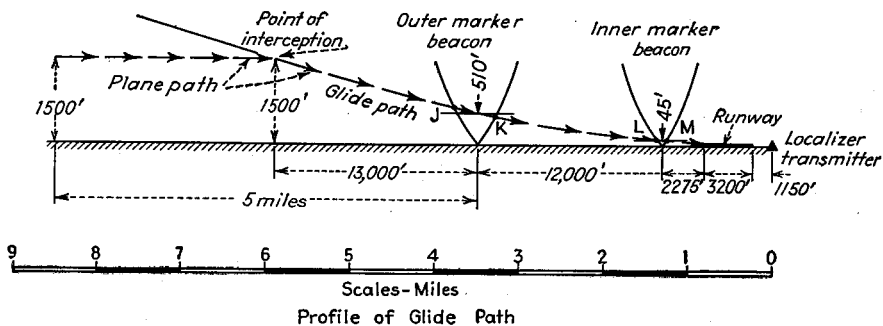 Point of
interception
Outer marker
beacon
Inner marker
beacon
510'
45'
Plane path
Glide path
1500'
1500'
J
K
L
M
Runway
Localizer
transmitter
13,000'
12,000'
2275'
3200'
1150'
5 miles
9 8 7 6 5 4 3 2 1 0
Scales-Miles
Profile of Glide Path